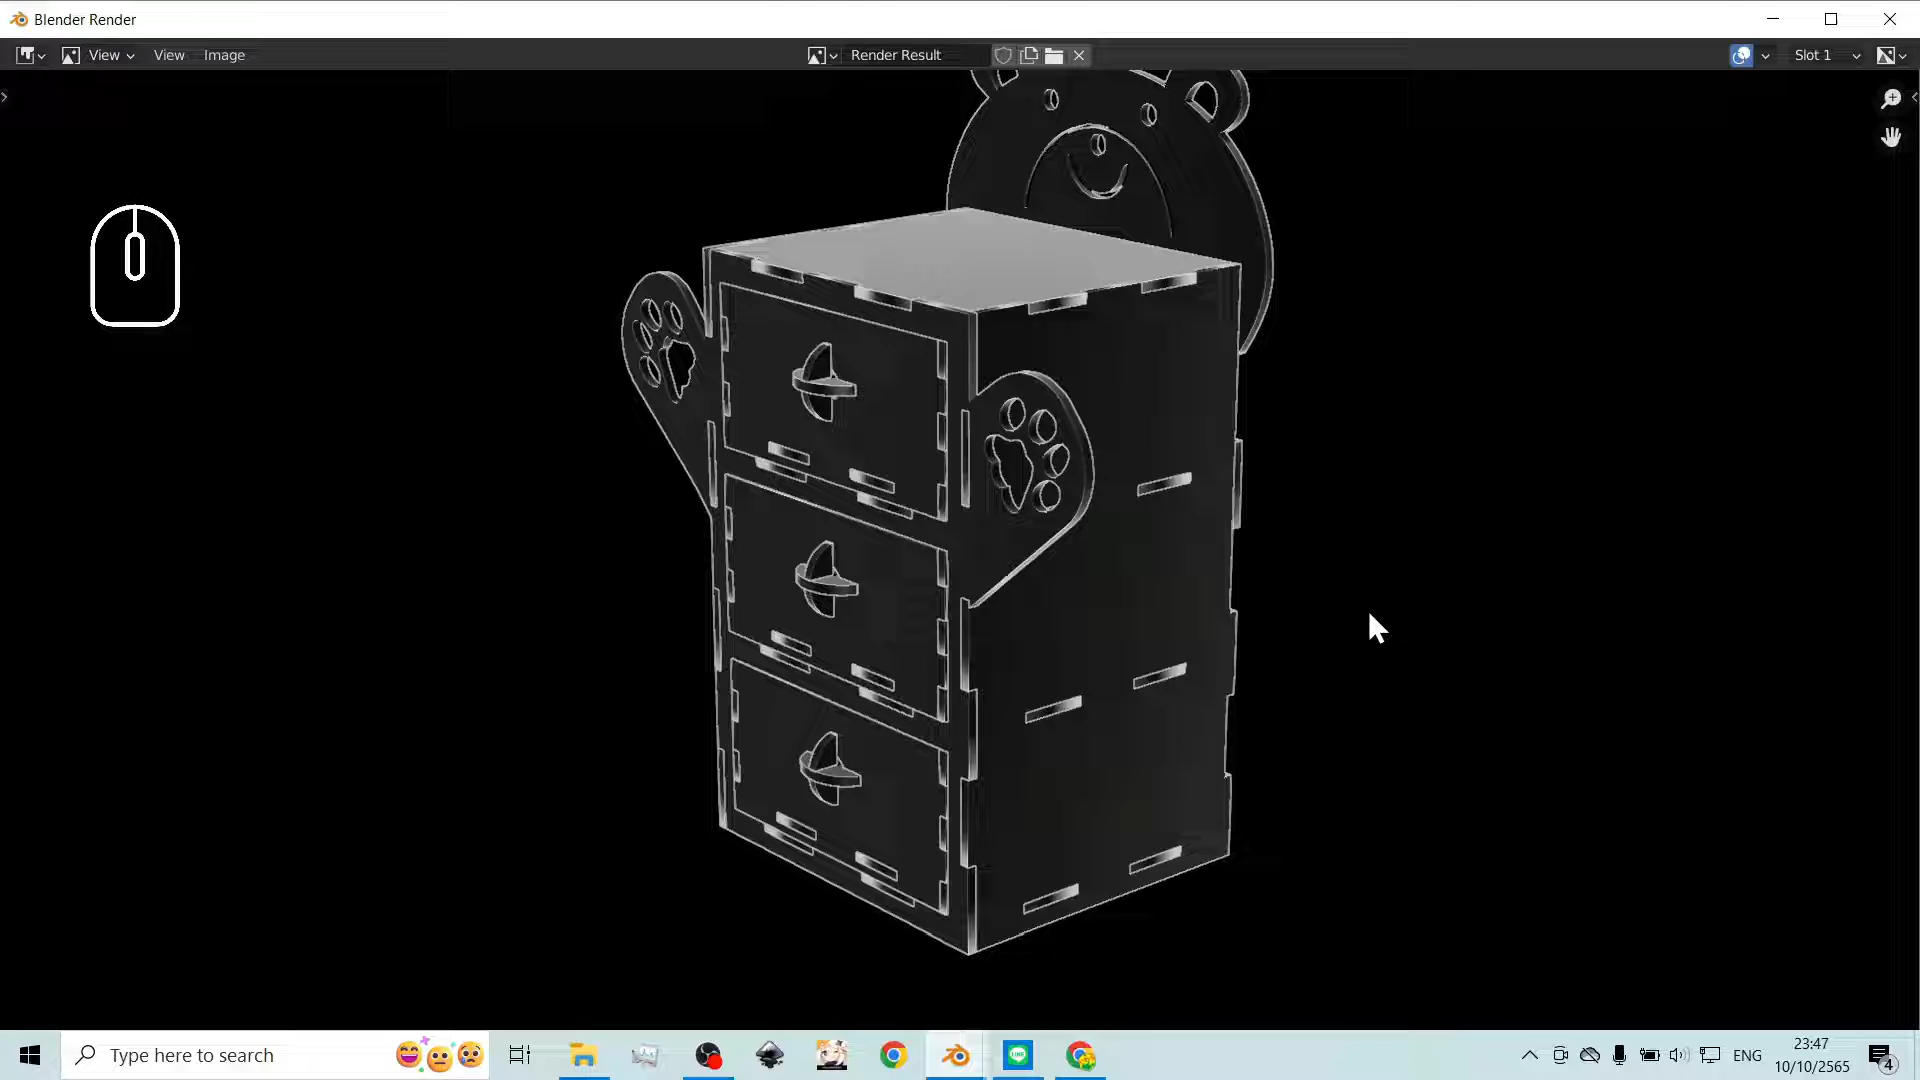 Blender Render
View View Image Render Result Slot 1
Type here to search
ENG
23:47
10/10/2565
4